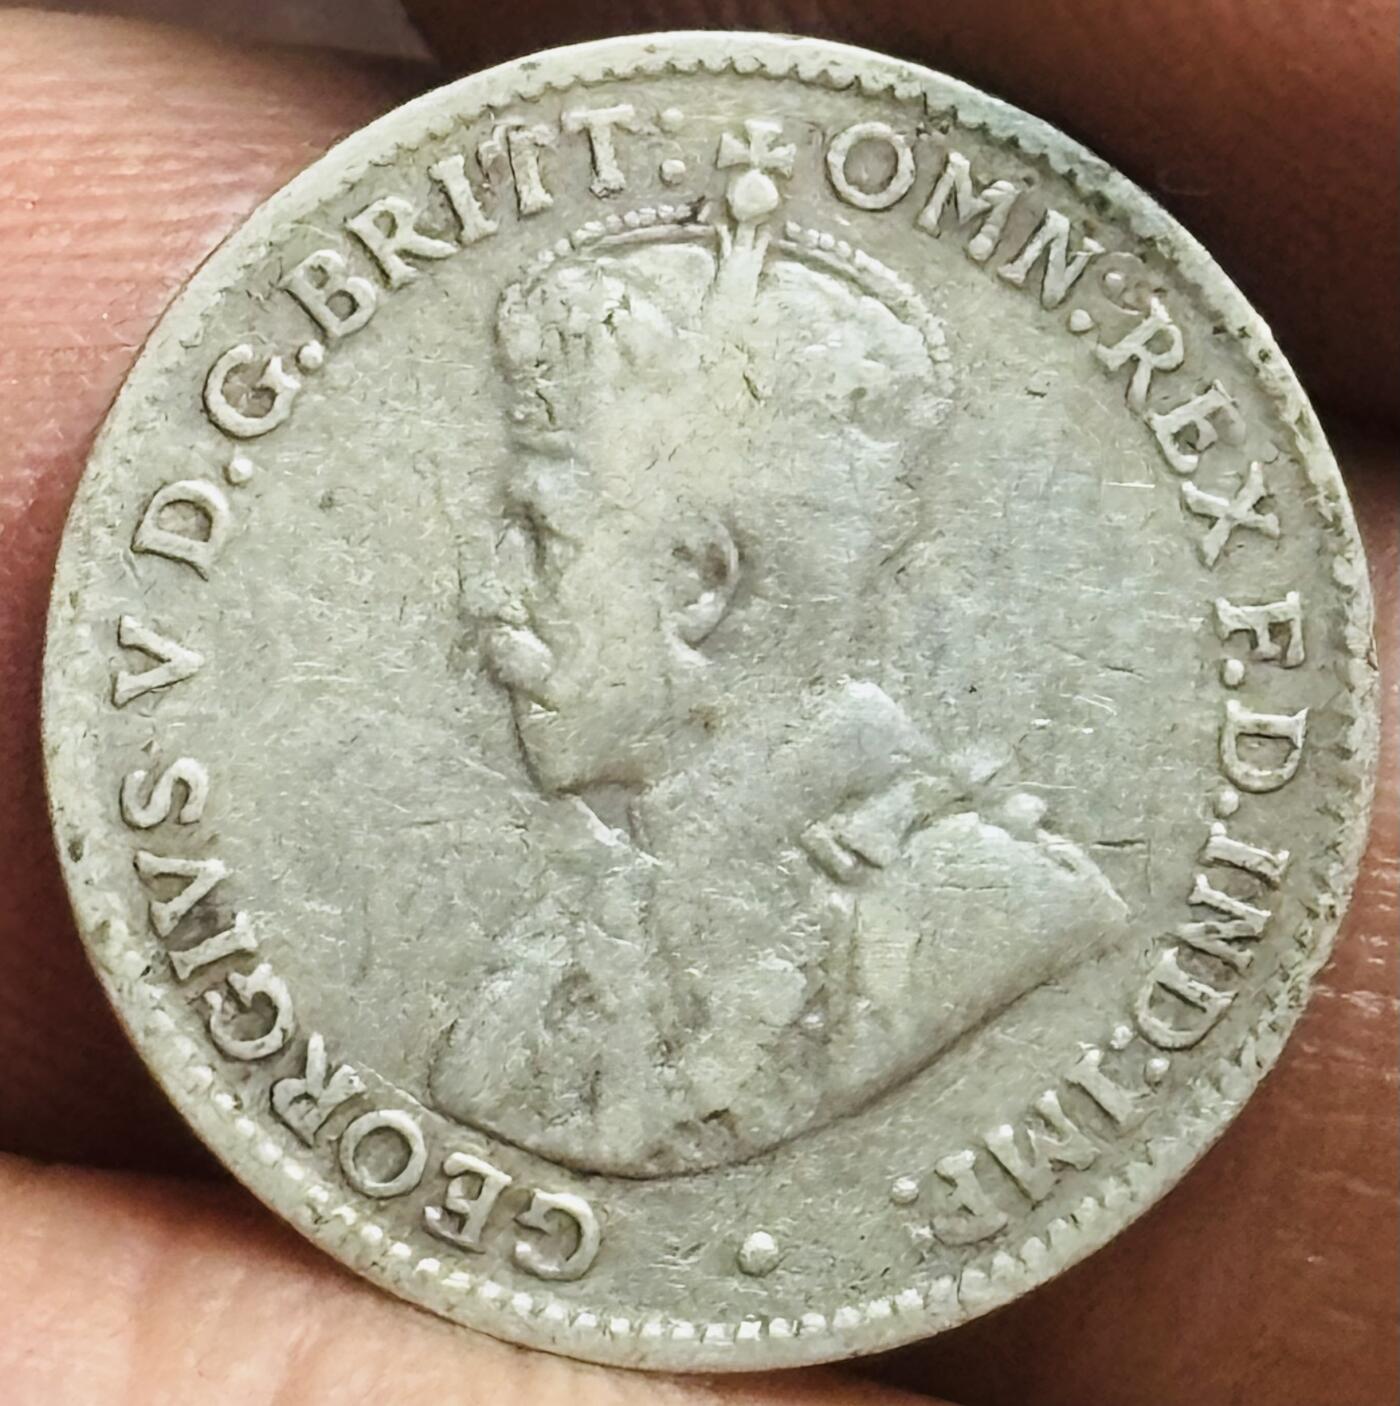 GEORGIVS V D.G.BRITT: OMN:REX F.D.IND.IMP.